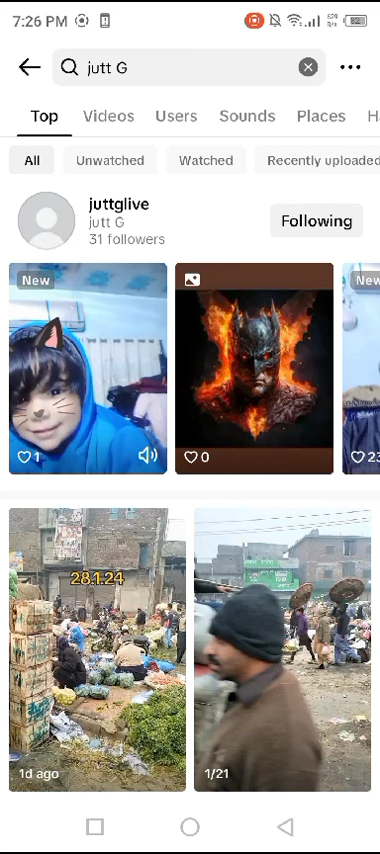 7:26 PM
jutt G
Top Videos Users Sounds Places H
All Unwatched Watched Recently uploaded
juttglive
jutt G
31 followers
Following
New
New
1
0
23
28.1.24
1d ago
1/21